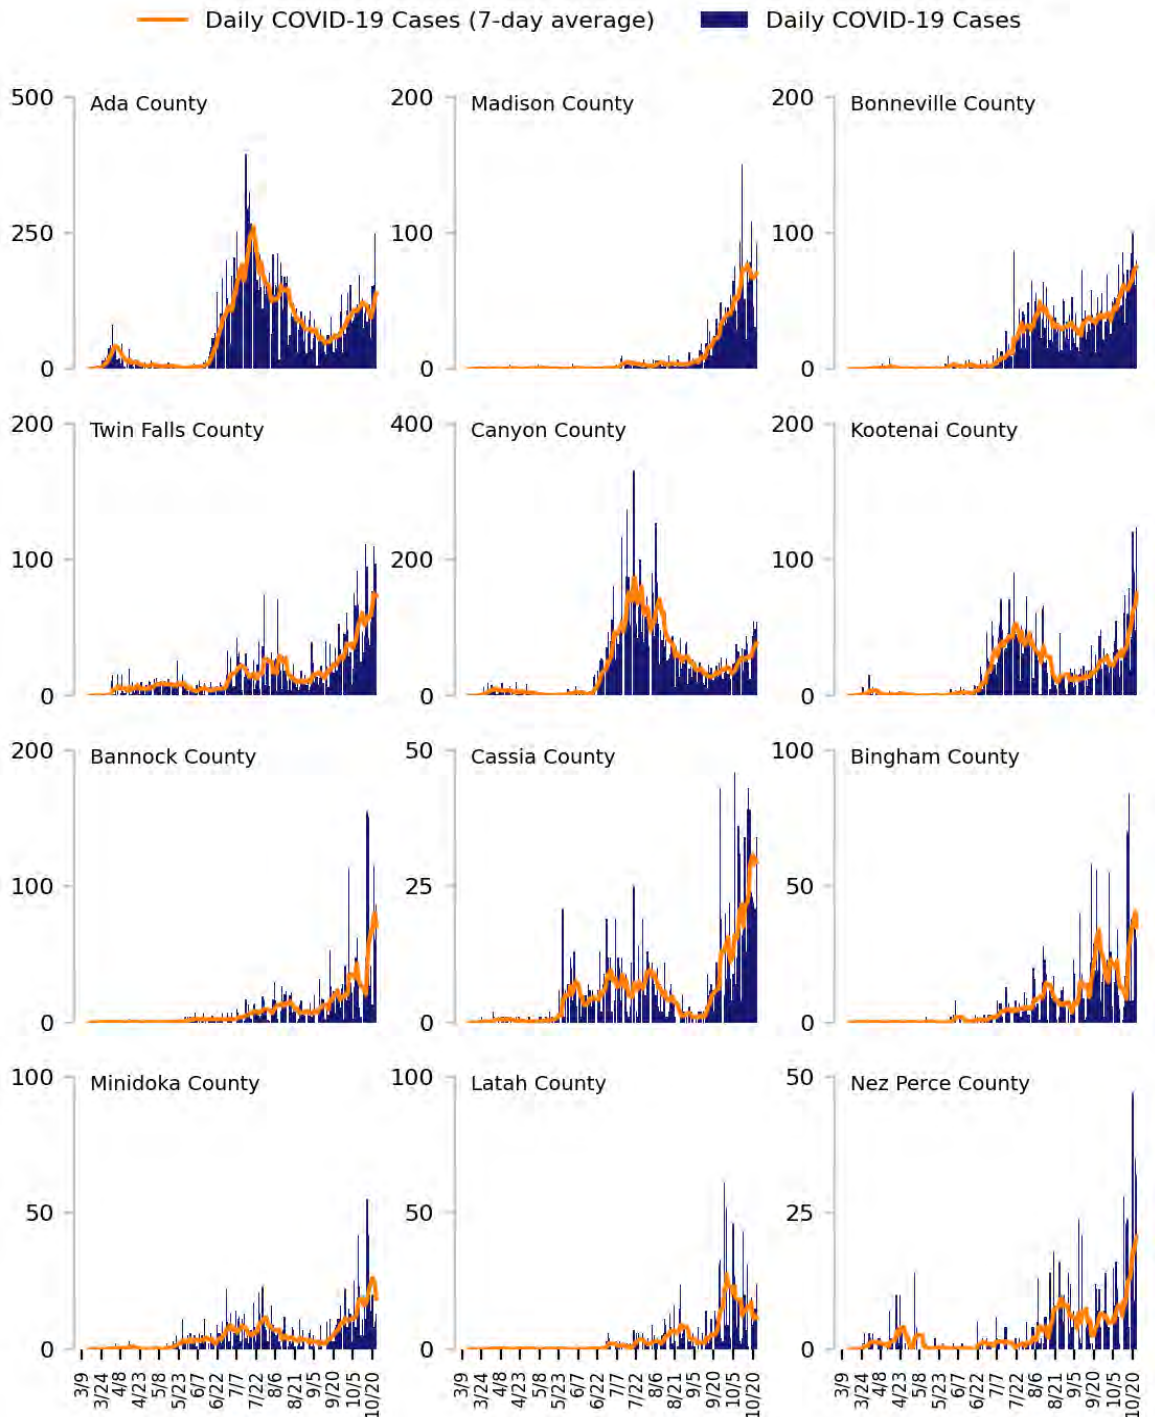 Daily COVID-19 Cases (7-day average) Daily COVID-19 Cases
500 Ada County 200 Madison County 200 Bonneville County
250 100 100
0 0 0
200 Twin Falls County 400 Canyon County 200 Kootenai County
100 200 100
0 0 0
200 Bannock County 50 Cassia County 100 Bingham County
100 25 50
0 0 0
100 Minidoka County 100 Latah County 50 Nez Perce County
50 50 25
0 0 0
3/9 3/24 4/8 4/23 5/8 5/23 6/7 6/22 7/7 7/22 8/6 8/21 9/5 9/20 10/5 10/20 3/9 3/24 4/8 4/23 5/8 5/23 6/7 6/22 7/7 7/22 8/6 8/21 9/5 9/20 10/5 10/20 3/9 3/24 4/8 4/23 5/8 5/23 6/7 6/22 7/7 7/22 8/6 8/21 9/5 9/20 10/5 10/20